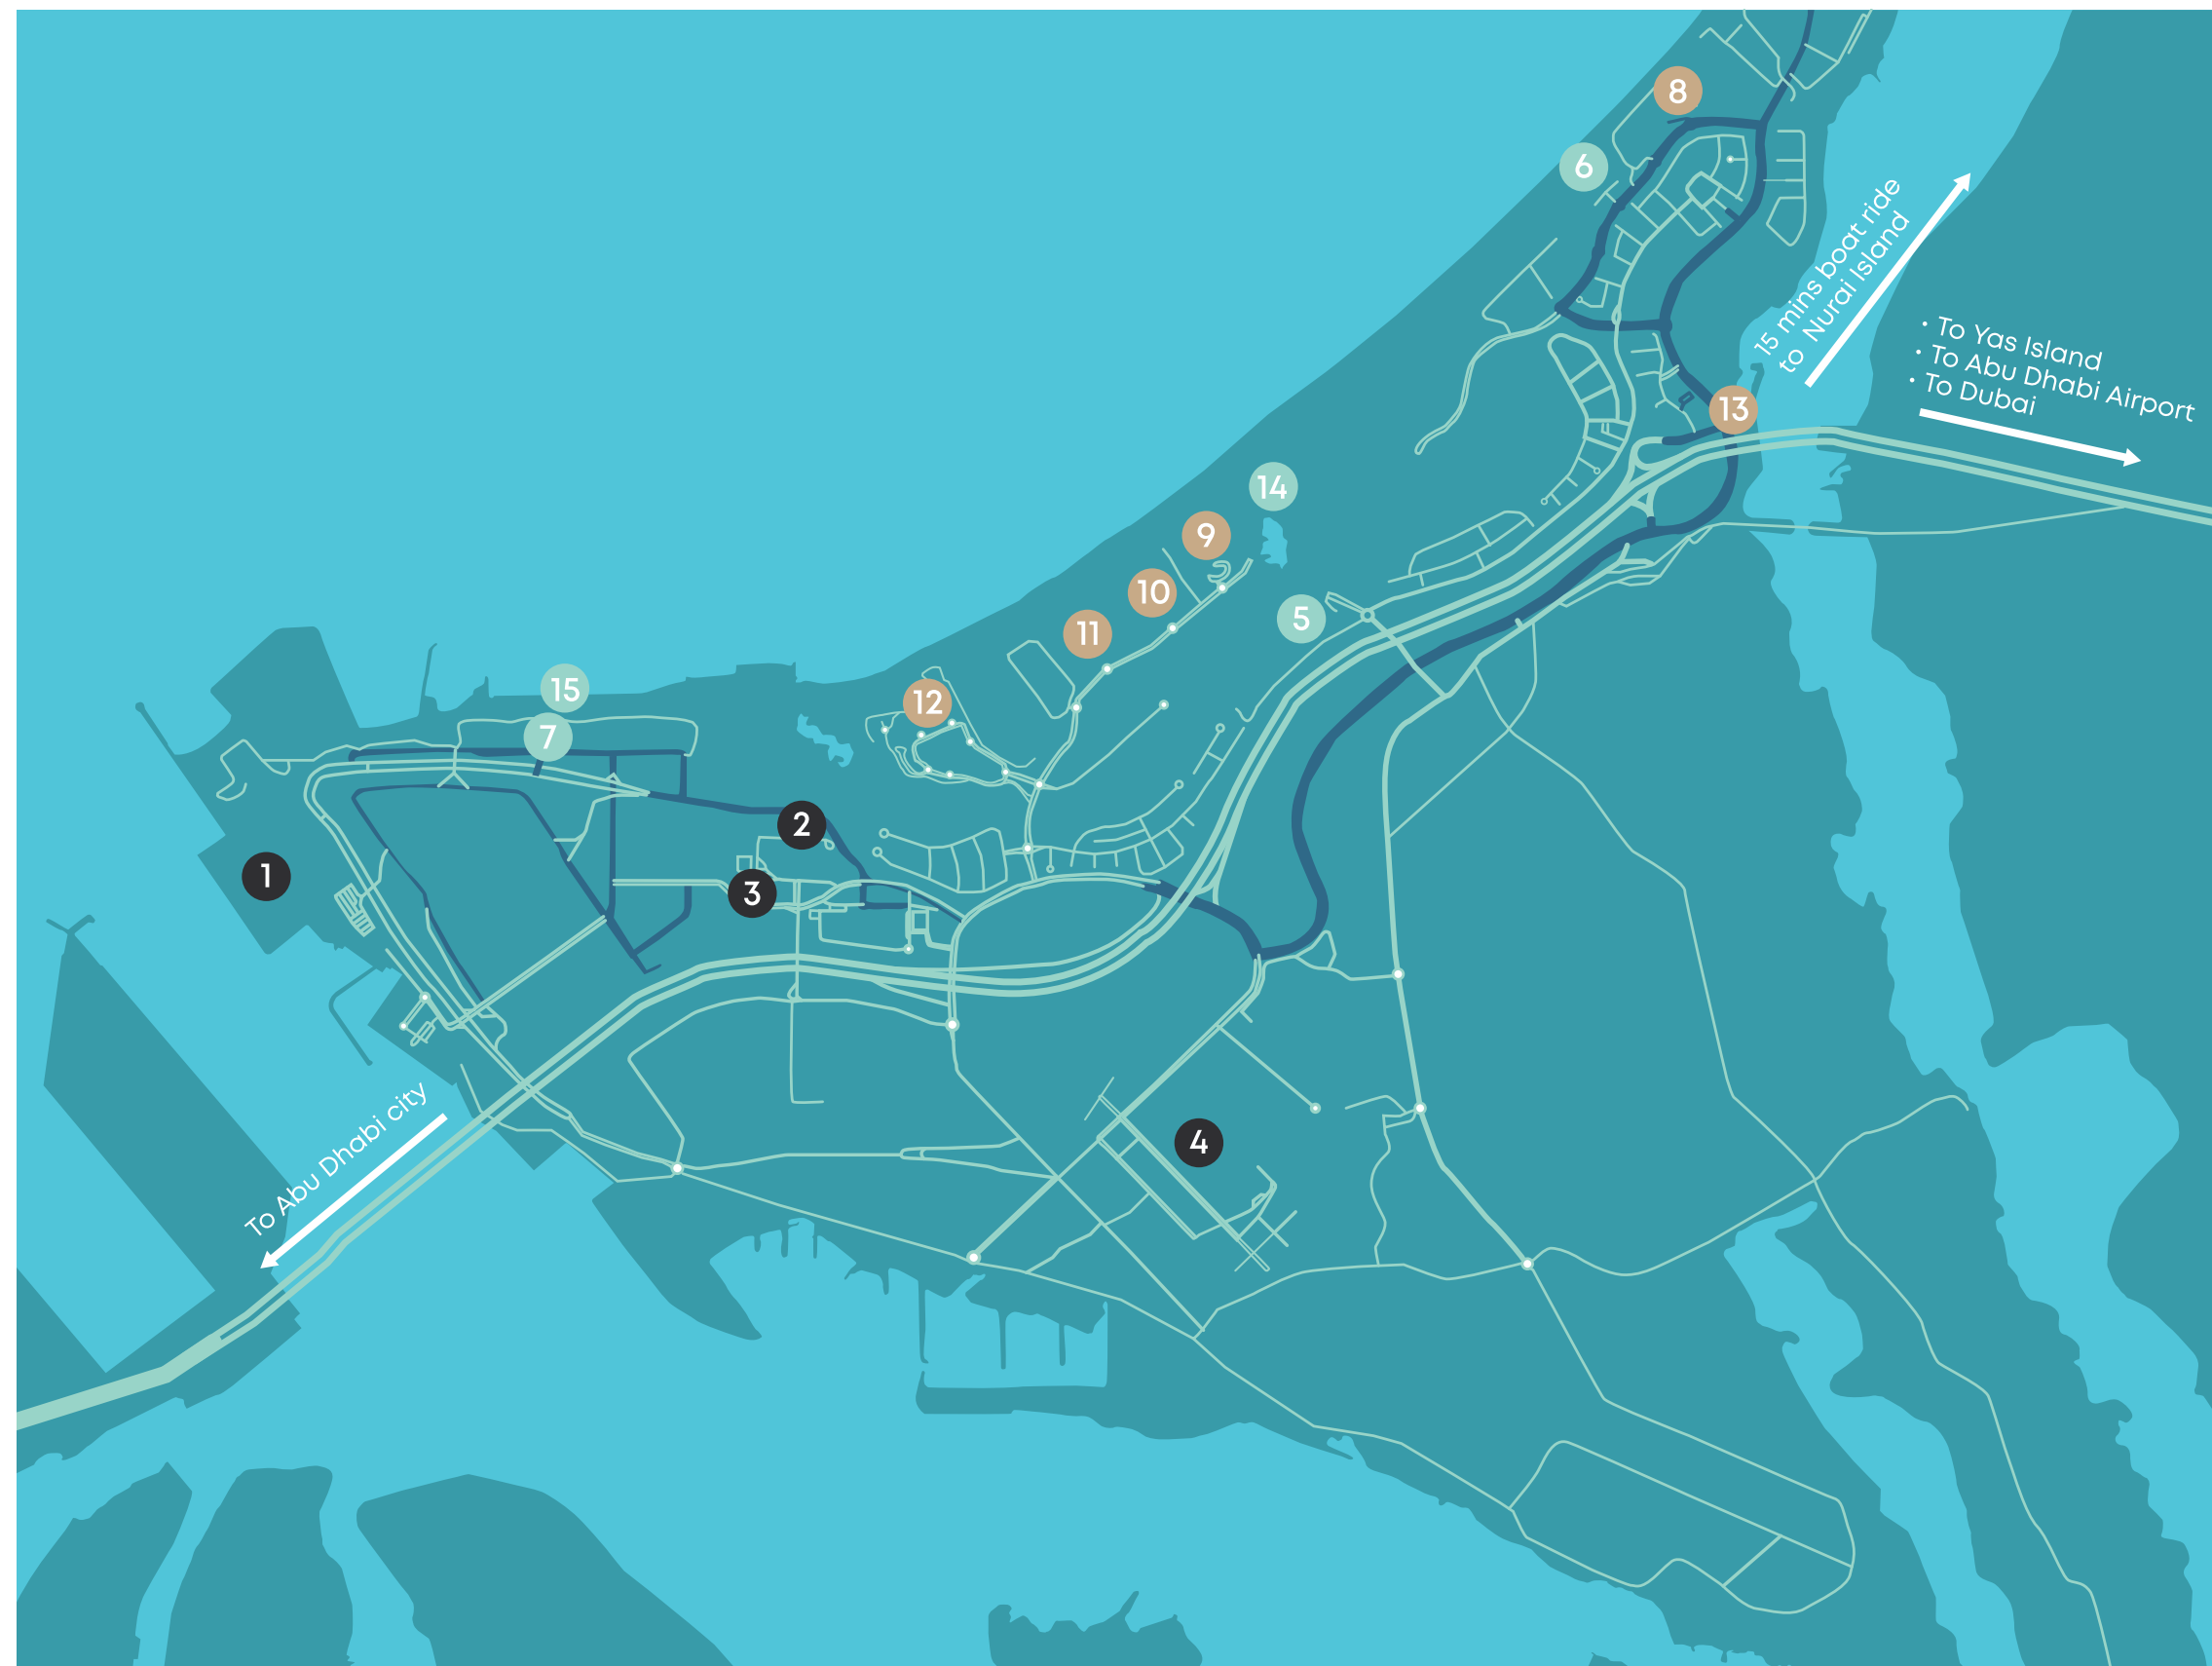 8
6
15 mins boat ride
to Nurai Island
• To Yas Island
• To Abu Dhabi Airport
• To Dubai
13
14
9
10
11
5
12
15
7
2
1
3
4
To Abu Dhabi city